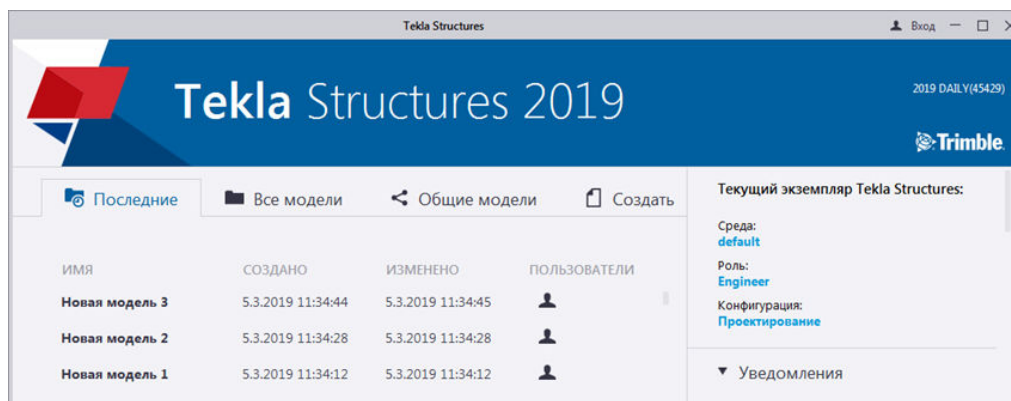 Tekla Structures
Вход
Tekla Structures 2019
2019 DAILY(45429)
Trimble.
Последние
Все модели
Общие модели
Создать
ИМЯ СОЗДАНО ИЗМЕНЕНО ПОЛЬЗОВАТЕЛИ
Новая модель 3 5.3.2019 11:34:44 5.3.2019 11:34:45
Новая модель 2 5.3.2019 11:34:28 5.3.2019 11:34:28
Новая модель 1 5.3.2019 11:34:12 5.3.2019 11:34:12
Текущий экземпляр Tekla Structures:
Среда:
default
Роль:
Engineer
Конфигурация:
Проектирование
Уведомления